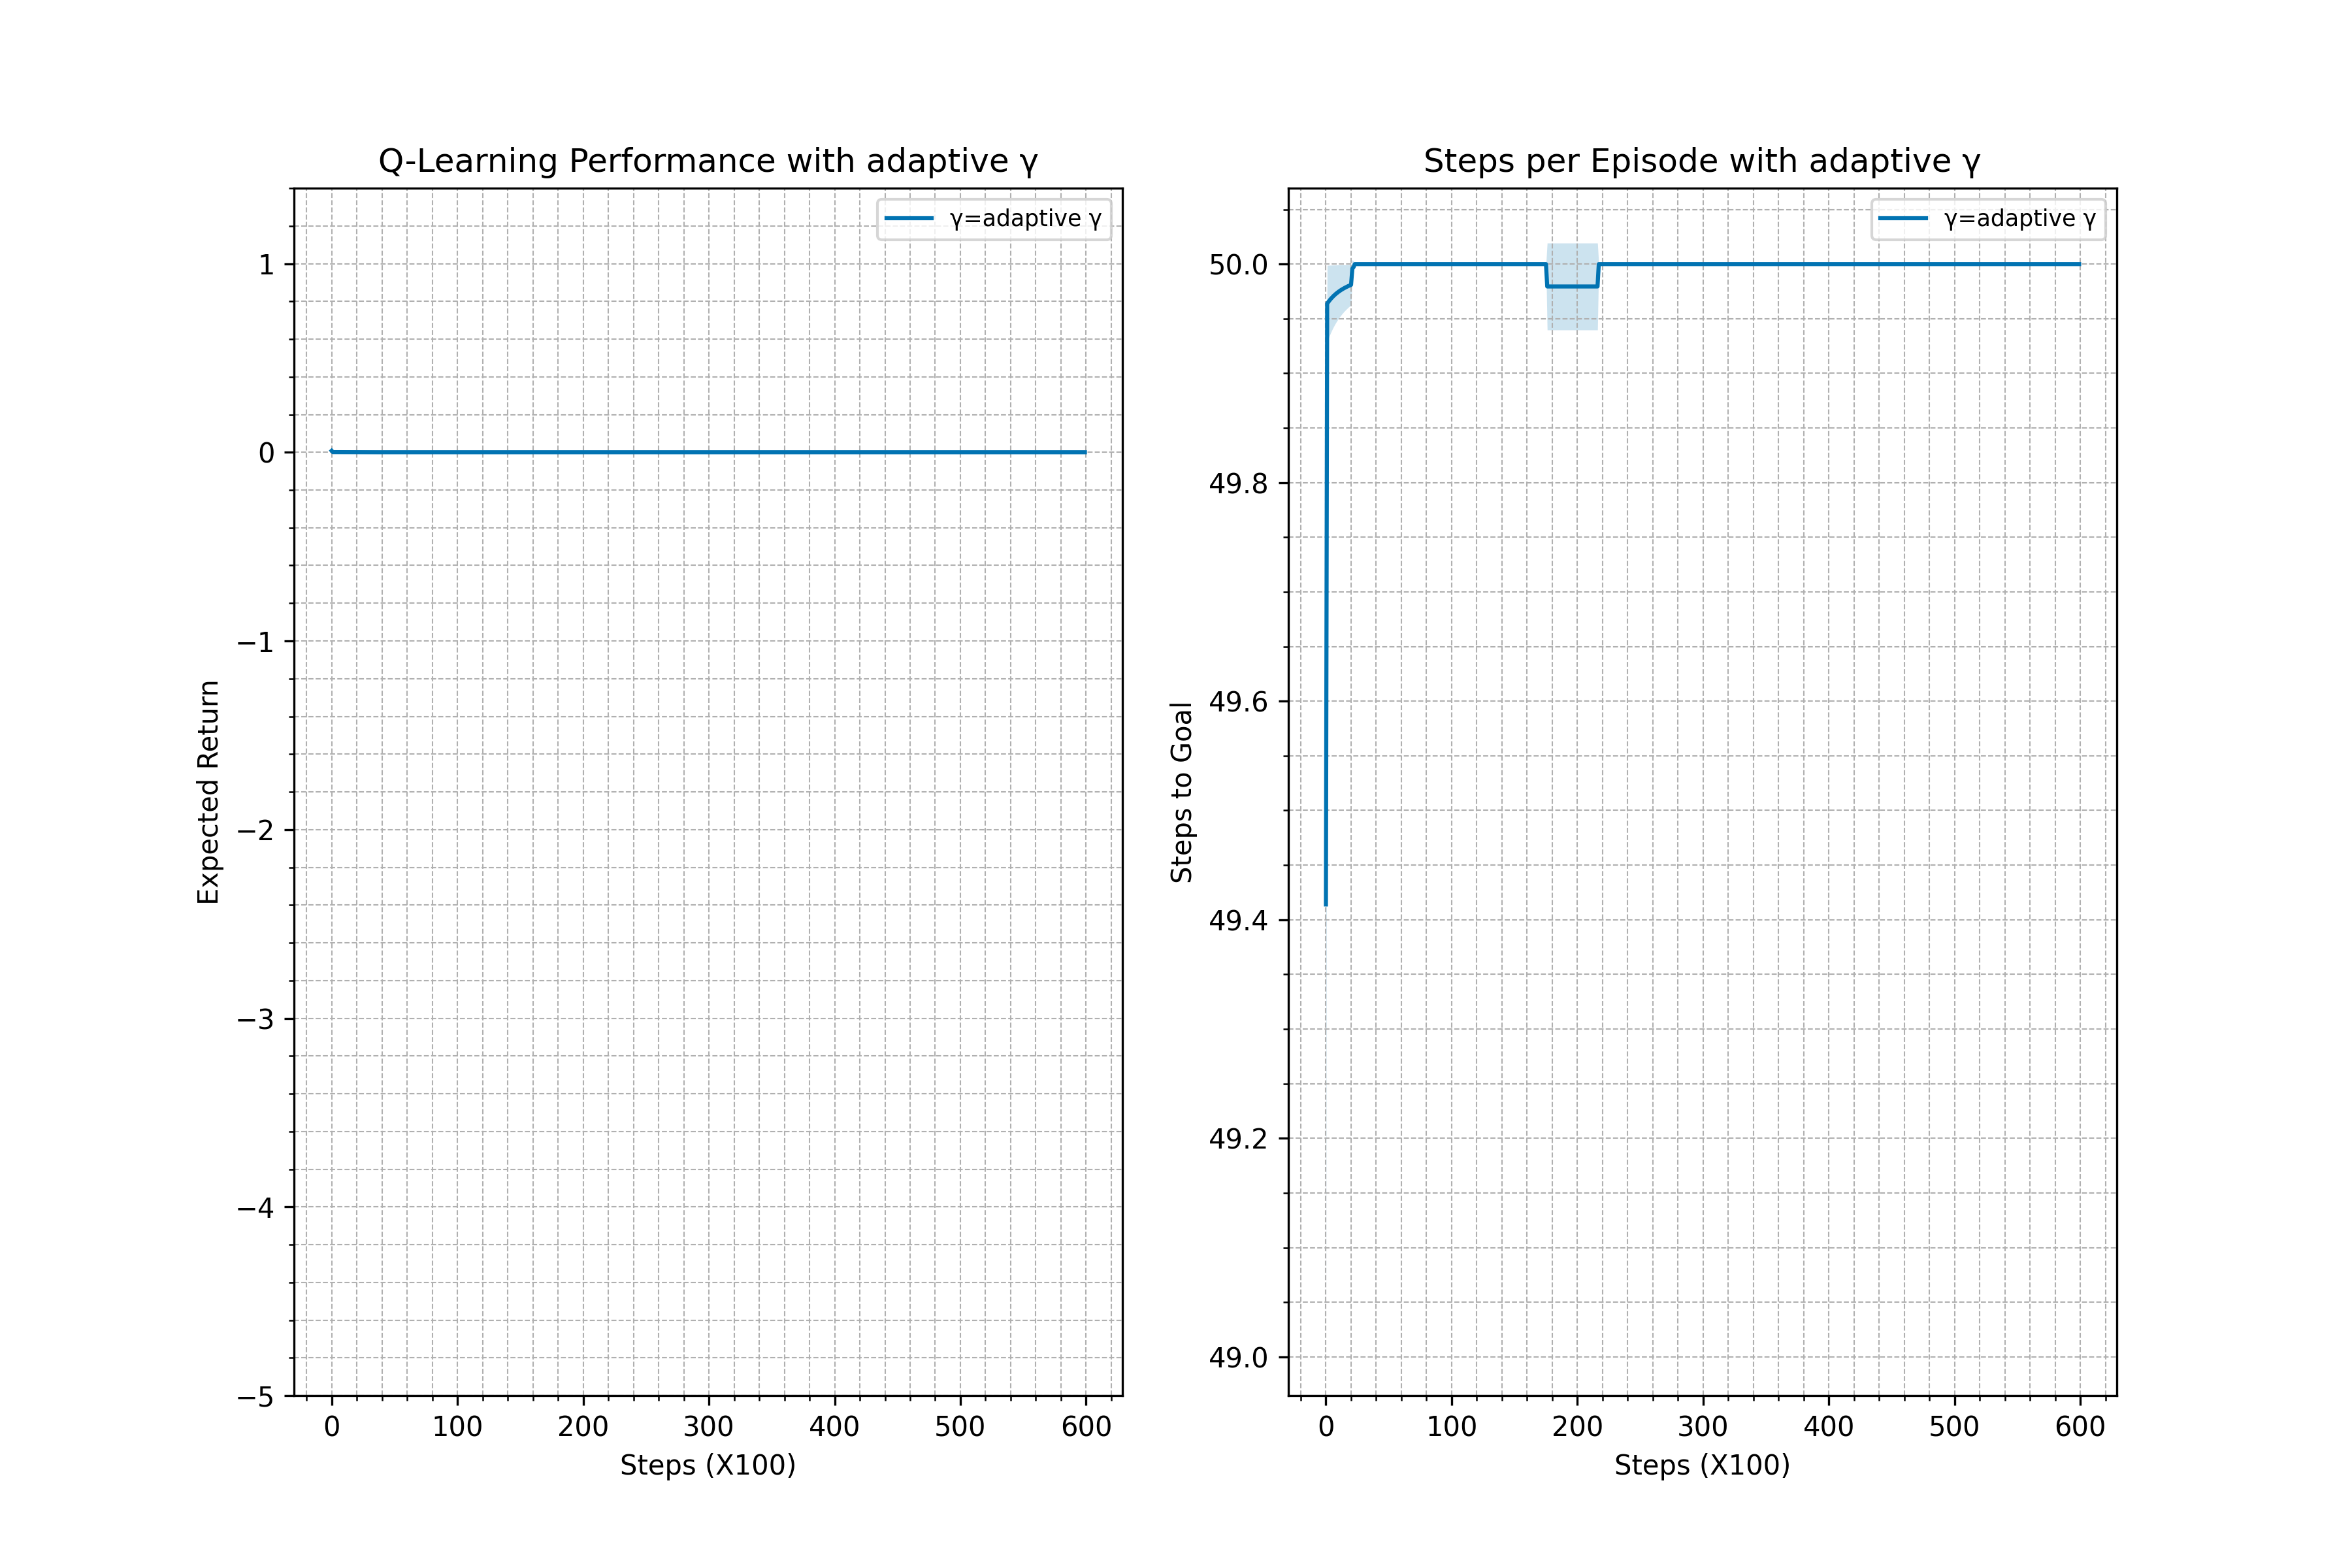 Q-Learning Performance with adaptive γ
γ=adaptive γ
1
0
−1
−2
−3
−4
−5
Expected Return
0 100 200 300 400 500 600
Steps (X100)
Steps per Episode with adaptive γ
γ=adaptive γ
50.0
49.8
49.6
49.4
49.2
49.0
Steps to Goal
0 100 200 300 400 500 600
Steps (X100)